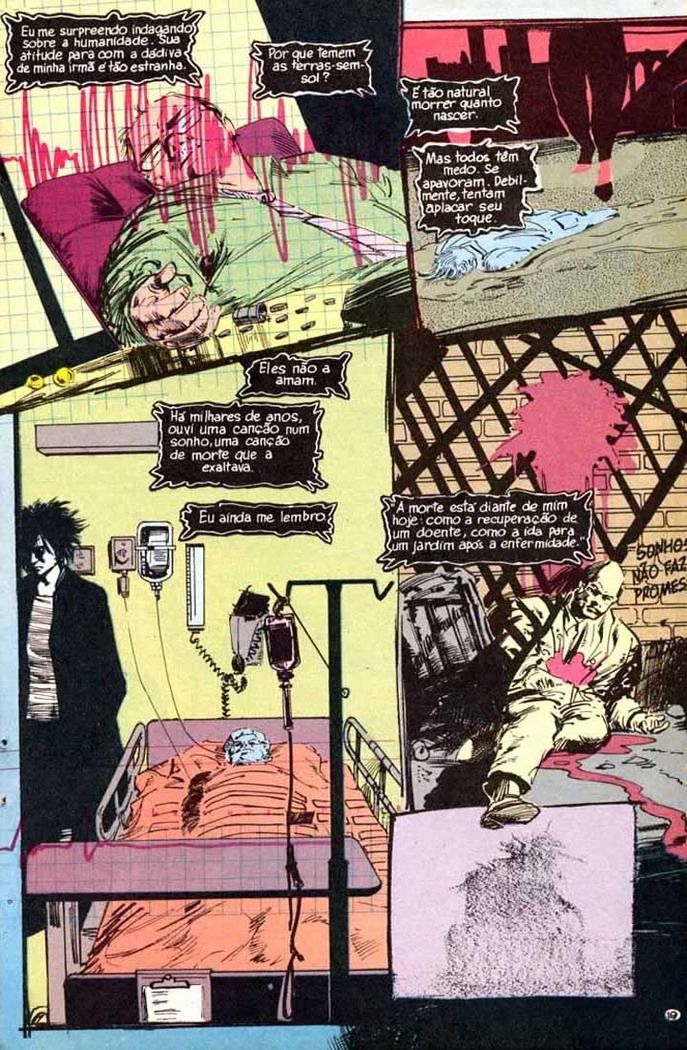 Eu me surpreendo indagando
sobre a humanidade. Sua
atitude para com a dádiva
de minha irmã é tão estranha.
Por que temem
as terras-sem-
sol?
É tão natural
morrer quanto
nascer.
Mas todos têm
medo. Se
apavoram. Debil-
mente, tentam
aplacar seu
toque.
Eles não a
amam.
Há milhares de anos,
ouvi uma canção num
sonho, uma canção
de morte que a
exaltava.
Eu ainda me lembro.
"A morte está diante de mim
hoje: como a recuperação de
um doente, como a ida para
um jardim após a enfermidade."
SONHOS
NÃO FAZ
PROMES
19